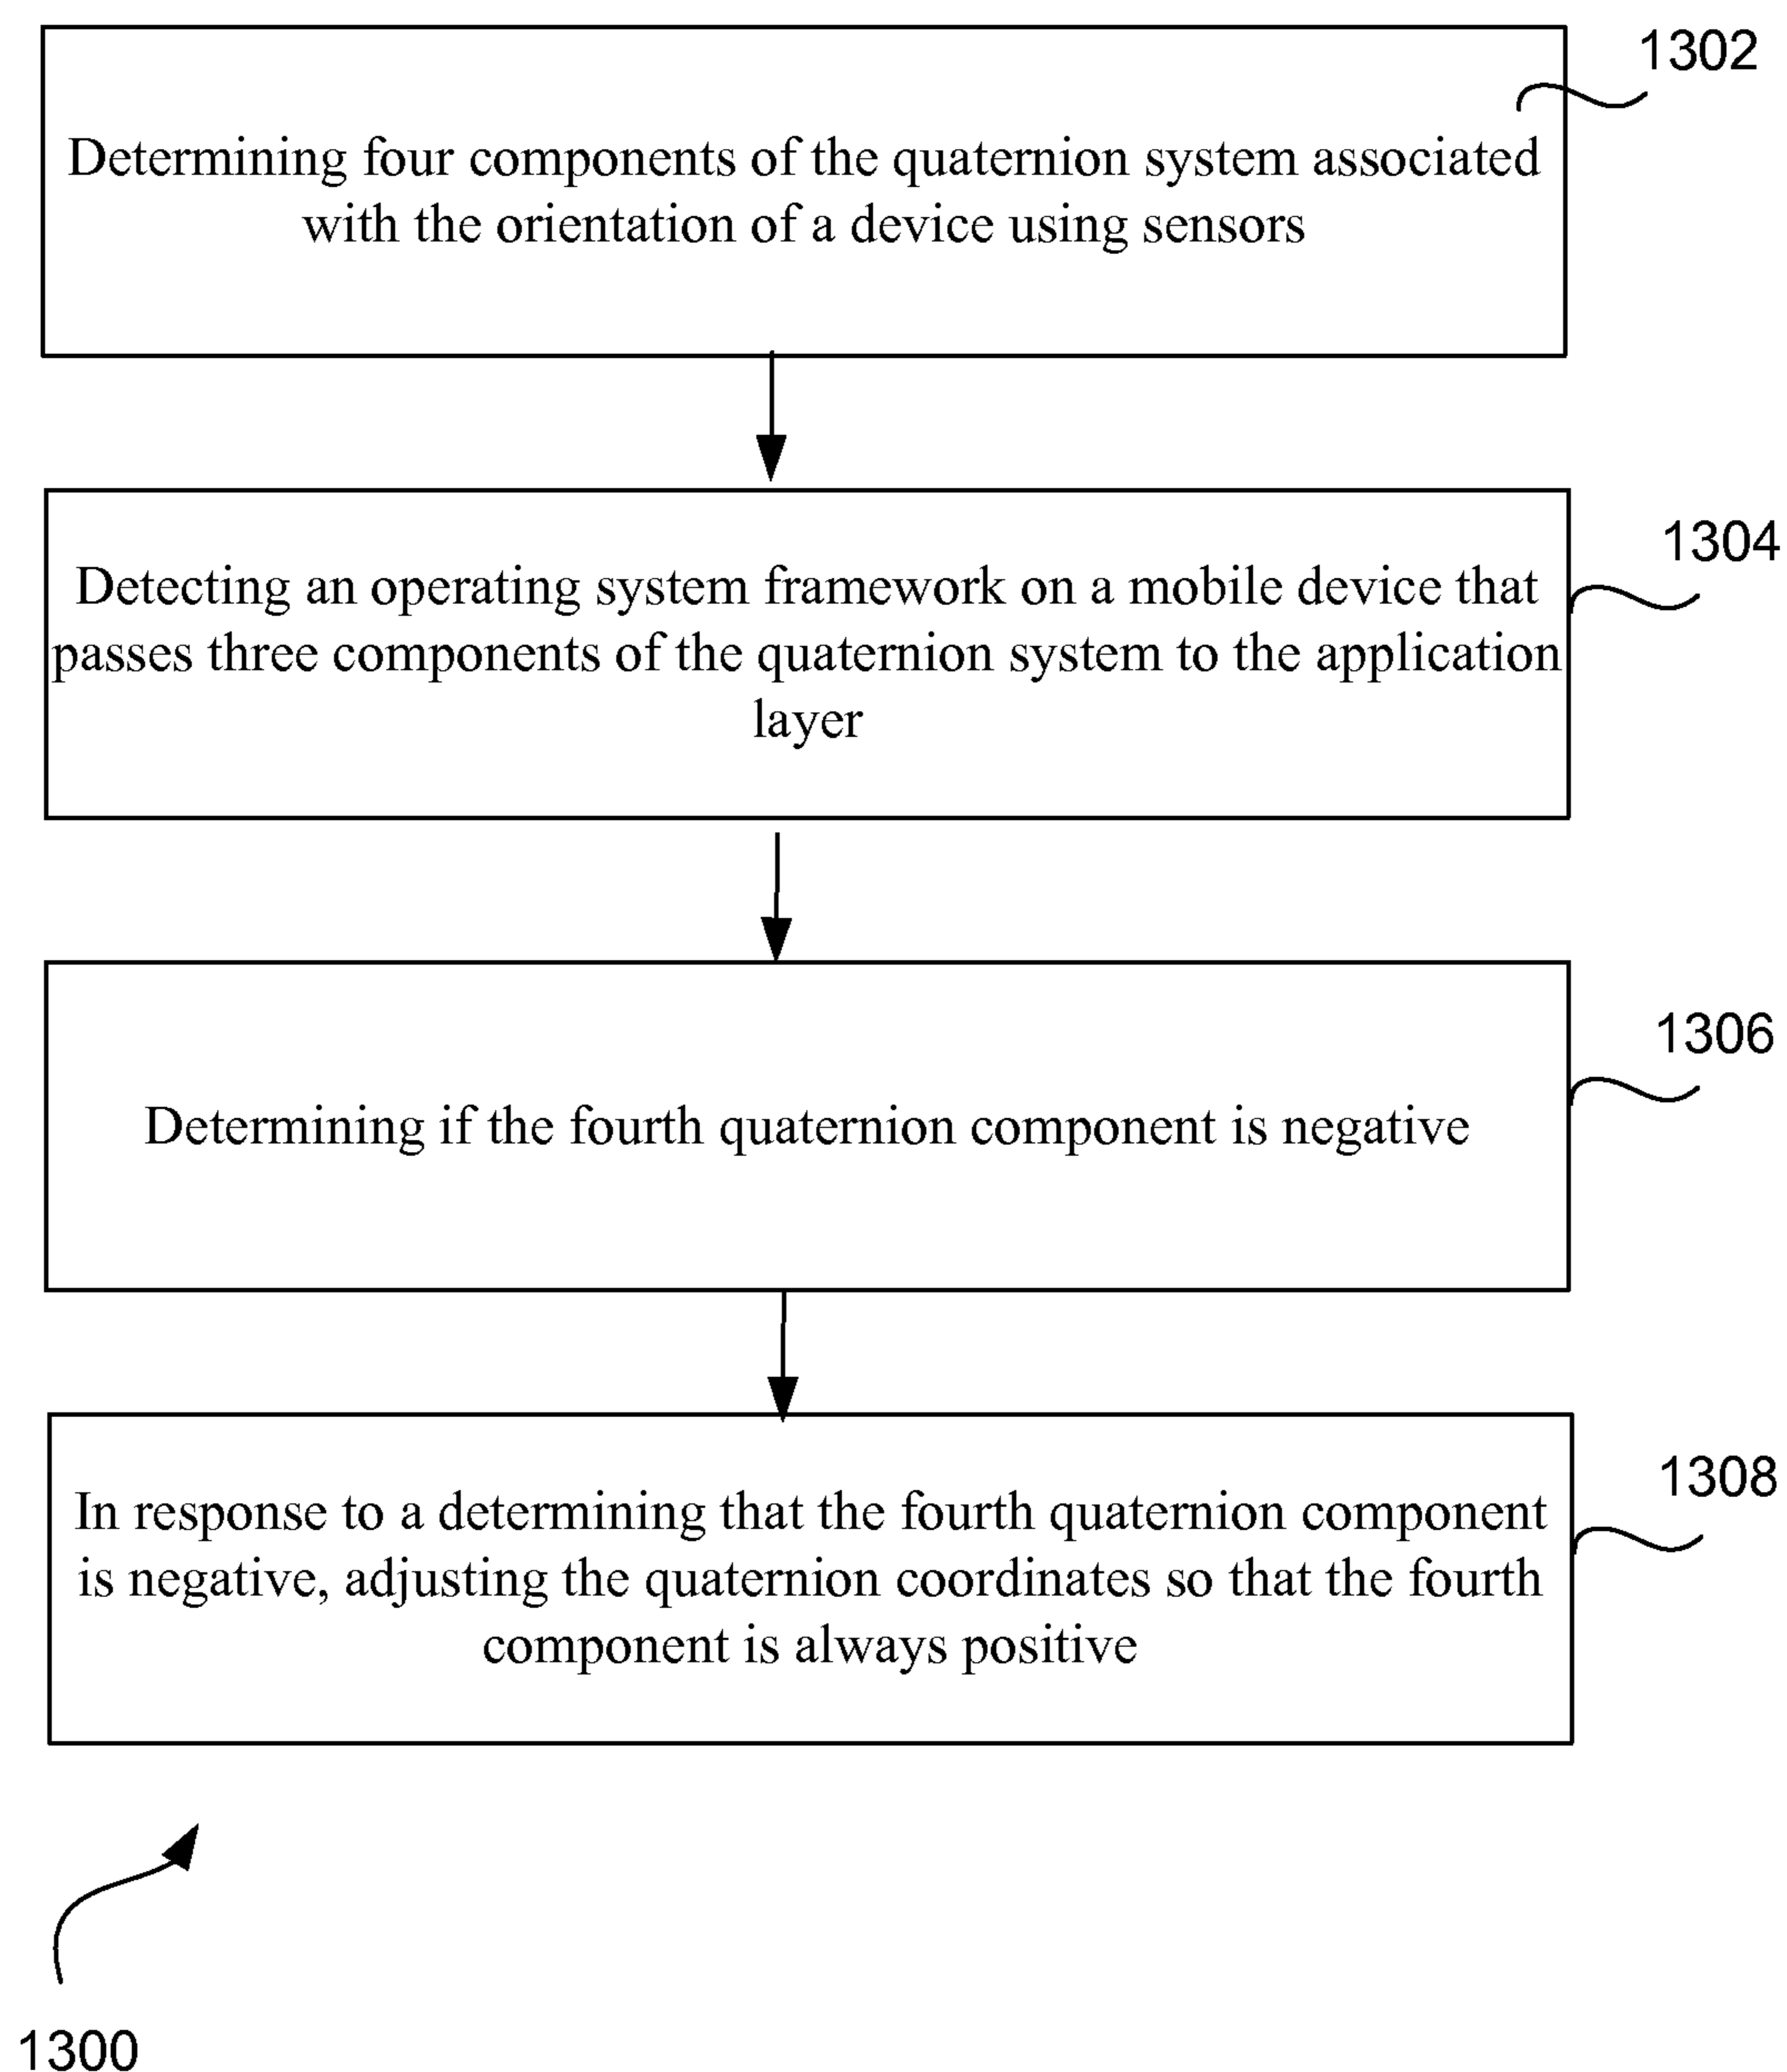 1302
Determining four components of the quaternion system associated
with the orientation of a device using sensors
1304
Detecting an operating system framework on a mobile device that
passes three components of the quaternion system to the application
layer
1306
Determining if the fourth quaternion component is negative
1308
In response to a determining that the fourth quaternion component
is negative, adjusting the quaternion coordinates so that the fourth
component is always positive
1300